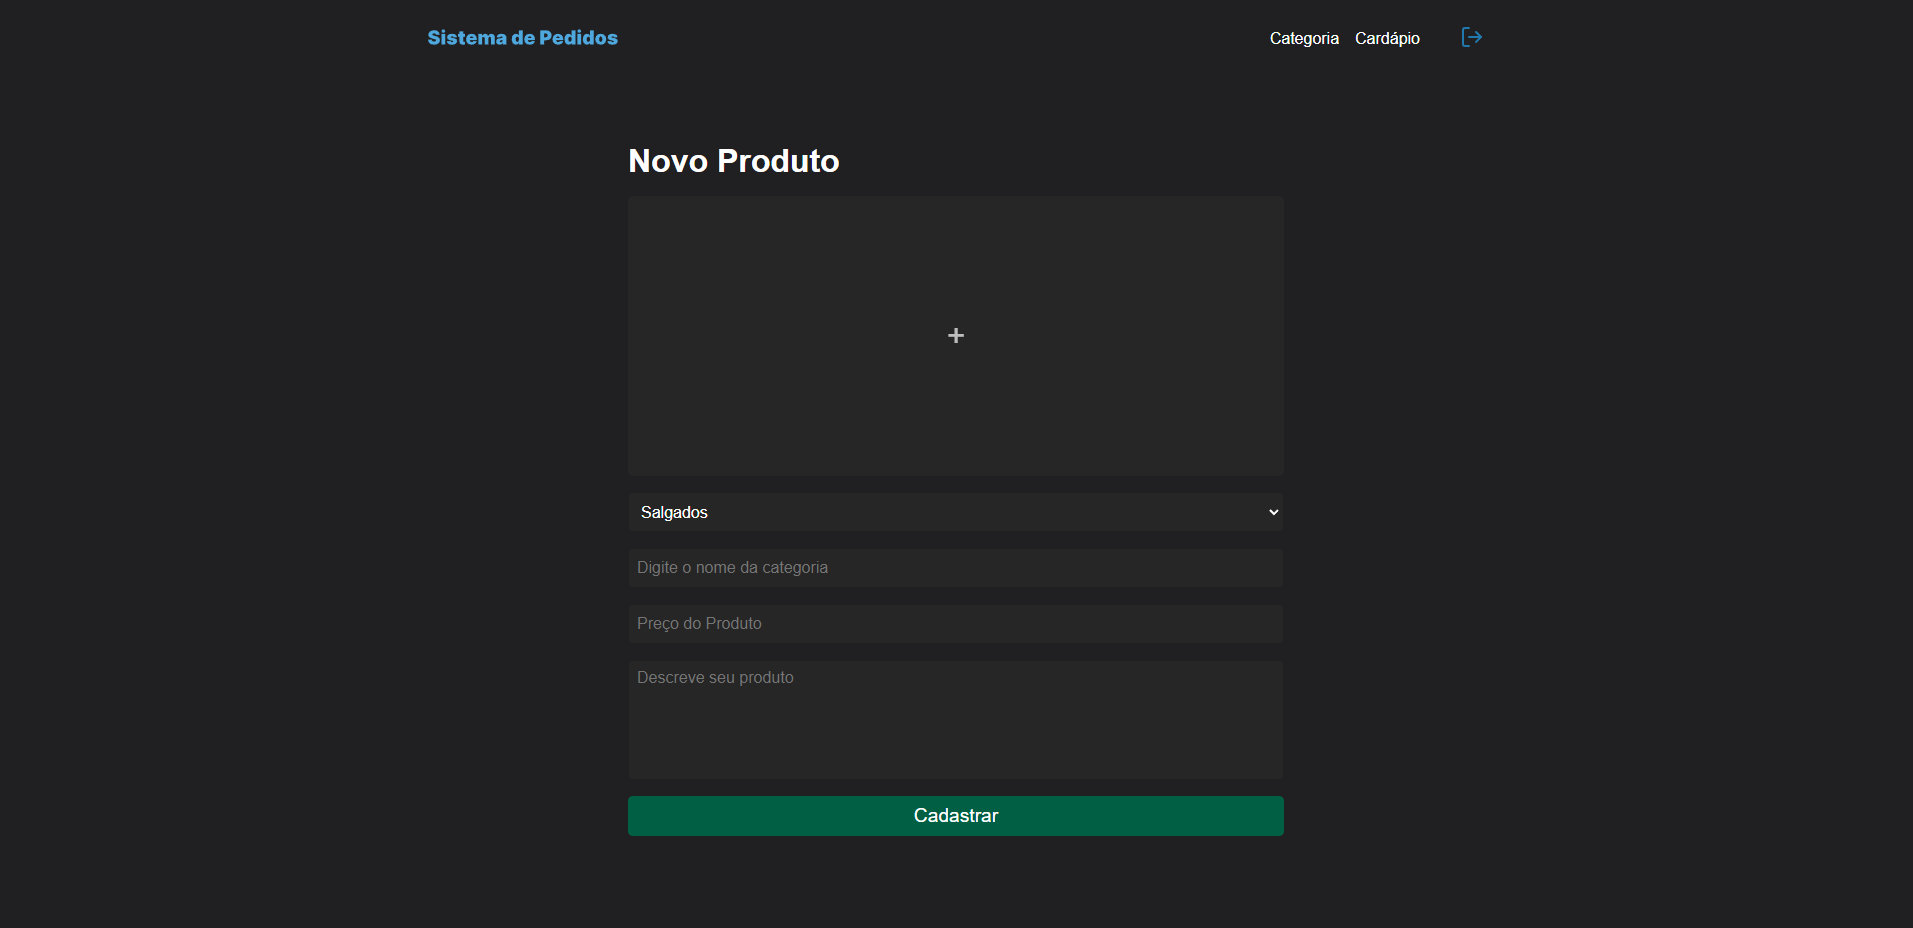 Sistema de Pedidos
Categoria Cardápio
Novo Produto
+
Salgados
Digite o nome da categoria
Preço do Produto
Descreve seu produto
Cadastrar